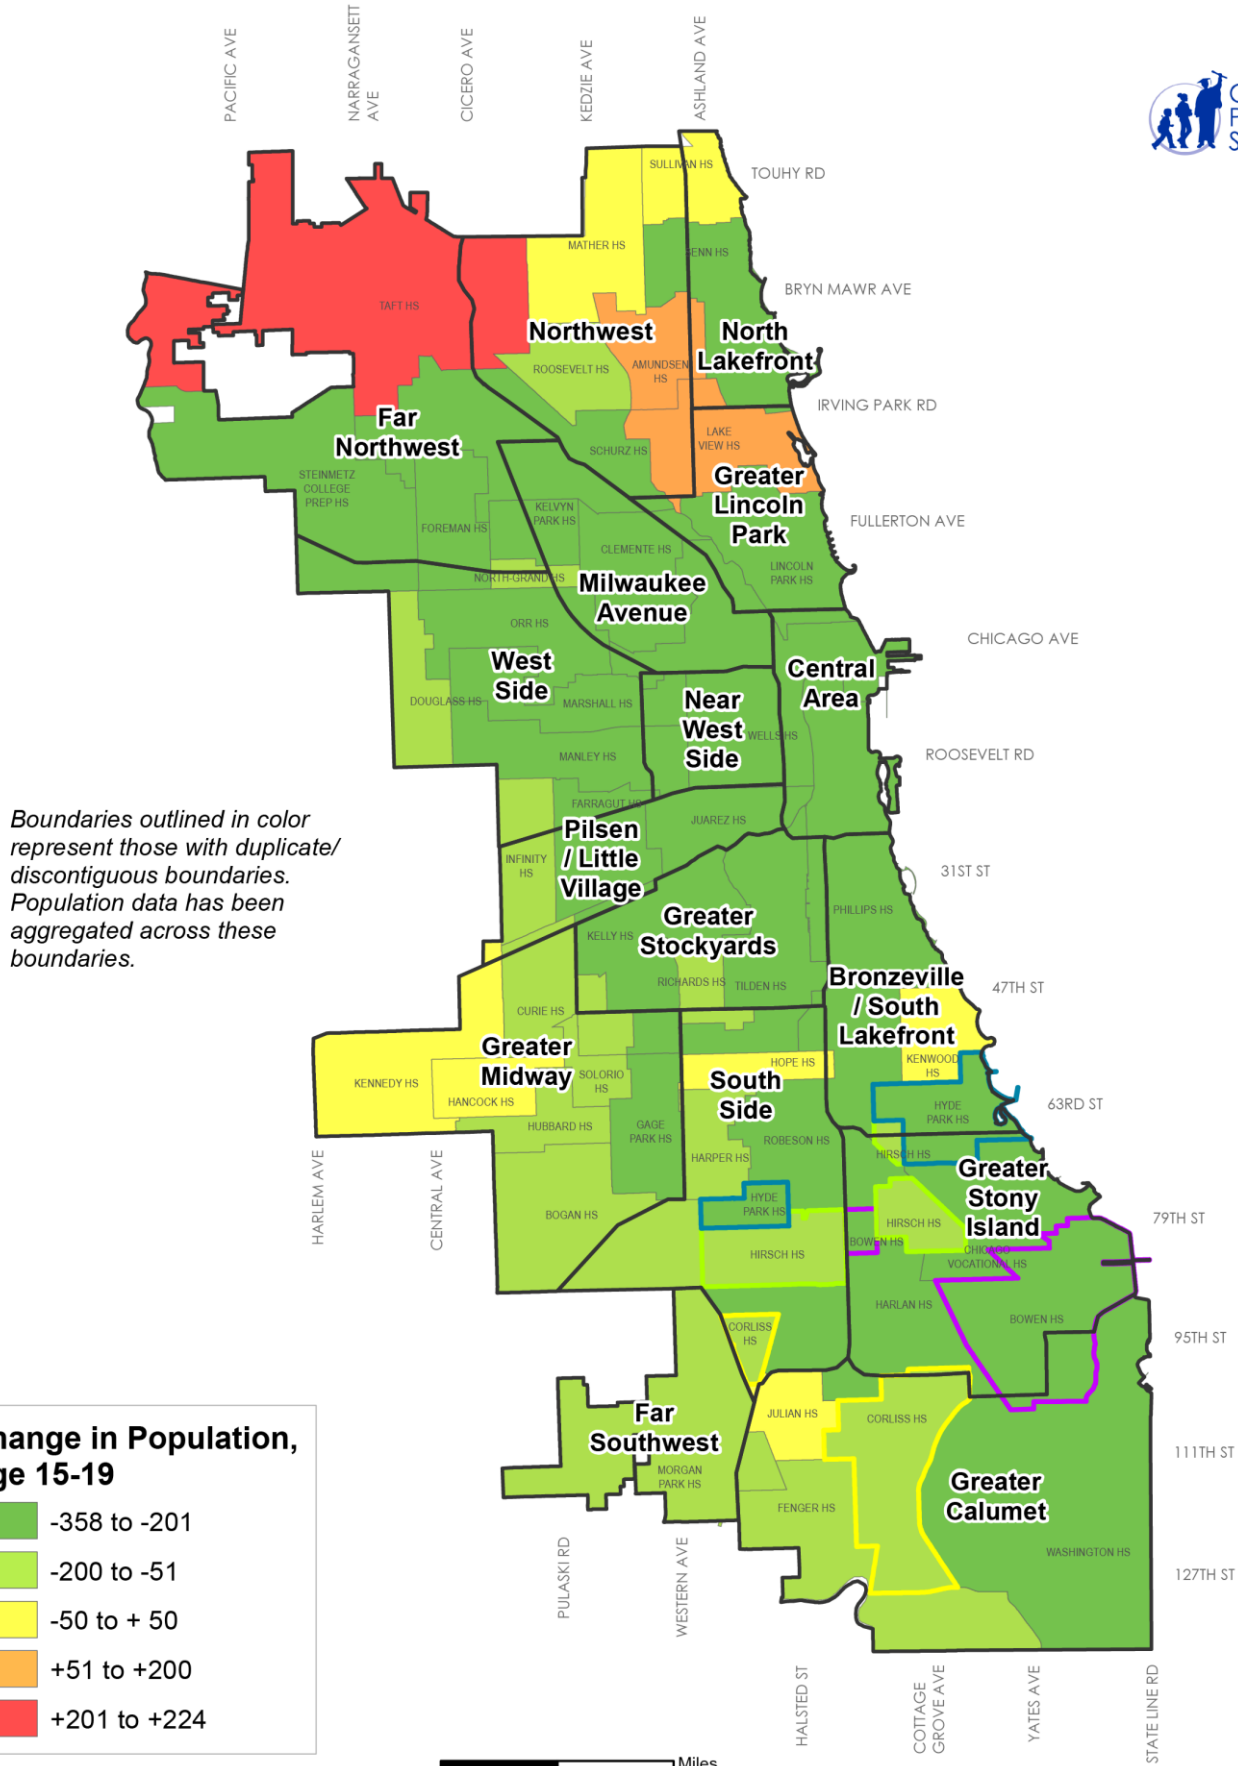 PACIFIC AVE
NARRAGANSETT
AVE
CICERO AVE
KEDZIE AVE
ASHLAND AVE
TOUHY RD
SULLIVAN HS
MATHER HS
TAFT HS
BRYN MAWR AVE
Northwest
North
Lakefront
ROOSEVELT HS
AMUNDSEN
HS
IRVING PARK RD
Far
Northwest
LAKE
VIEW HS
SCHURZ HS
Greater
Lincoln
Park
STEINMETZ
COLLEGE
PREP HS
KELVYN
PARK HS
FOREMAN HS
FULLERTON AVE
CLEMENTE HS
LINCOLN
PARK HS
NORTH-GRAND HS
Milwaukee
Avenue
ORR HS
CHICAGO AVE
West
Side
Central
Area
DOUGLASS HS
MARSHALL HS
Near
West
Side
WELLS HS
MANLEY HS
ROOSEVELT RD
FARRAGUT HS
JUAREZ HS
Pilsen
/ Little
Village
INFINITY
HS
31ST ST
Boundaries outlined in color
represent those with duplicate/
discontiguous boundaries.
Population data has been
aggregated across these
boundaries.
PHILLIPS HS
Greater
Stockyards
KELLY HS
RICHARDS HS
TILDEN HS
Bronzeville
/ South
Lakefront
47TH ST
CURIE HS
Greater
Midway
KENWOOD
HS
HOPE HS
KENNEDY HS
SOLORIO
HS
South
Side
HANCOCK HS
HYDE
PARK HS
63RD ST
HUBBARD HS
GAGE
PARK HS
ROBESON HS
HARPER HS
HIRSCH HS
Greater
Stony
Island
HARLEM AVE
CENTRAL AVE
HYDE
PARK HS
BOGAN HS
HIRSCH HS
79TH ST
BOWEN HS
HIRSCH HS
CHICAGO
VOCATIONAL HS
HARLAN HS
BOWEN HS
CORLISS
HS
95TH ST
JULIAN HS
CORLISS HS
Far
Southwest
MORGAN
PARK HS
111TH ST
Greater
Calumet
FENGER HS
WASHINGTON HS
127TH ST
PULASKI RD
WESTERN AVE
HALSTED ST
COTTAGE
GROVE AVE
YATES AVE
STATE LINE RD
hange in Population,
ge 15-19
-358 to -201
-200 to -51
-50 to + 50
+51 to +200
+201 to +224
Miles